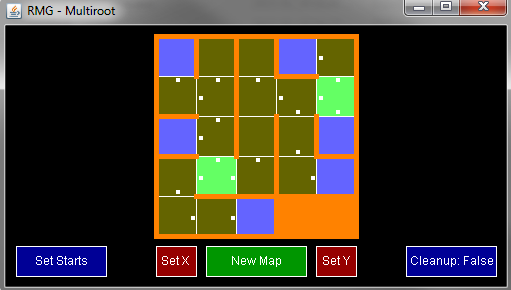 RMG - Multiroot
Set Starts
Set X
New Map
Set Y
Cleanup: False